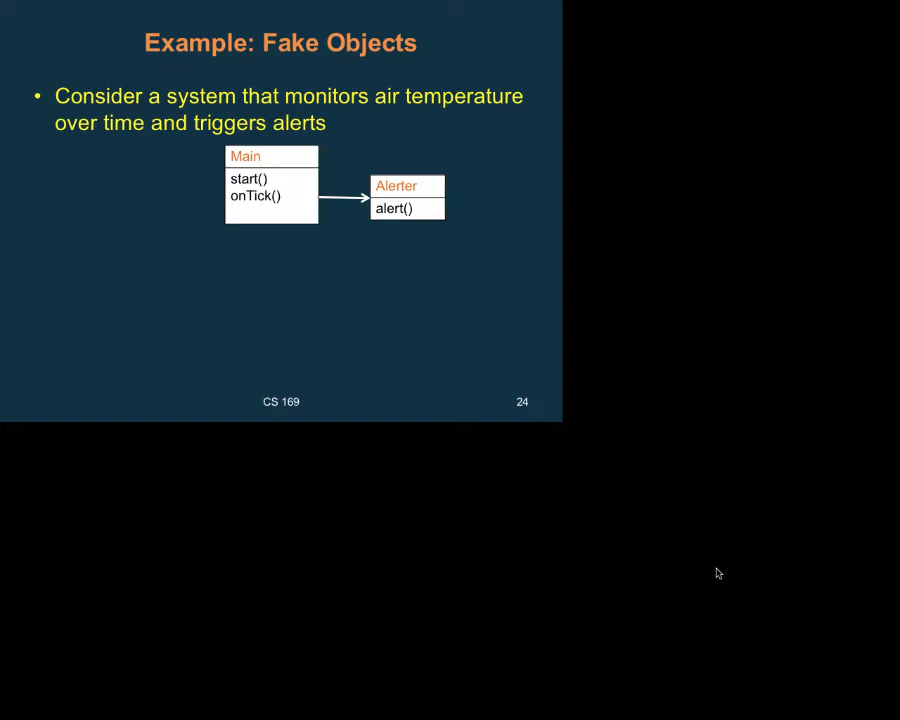 Example: Fake Objects
• Consider a system that monitors air temperature
over time and triggers alerts
Main
start()
onTick()
Alerter
alert()
CS 169
24